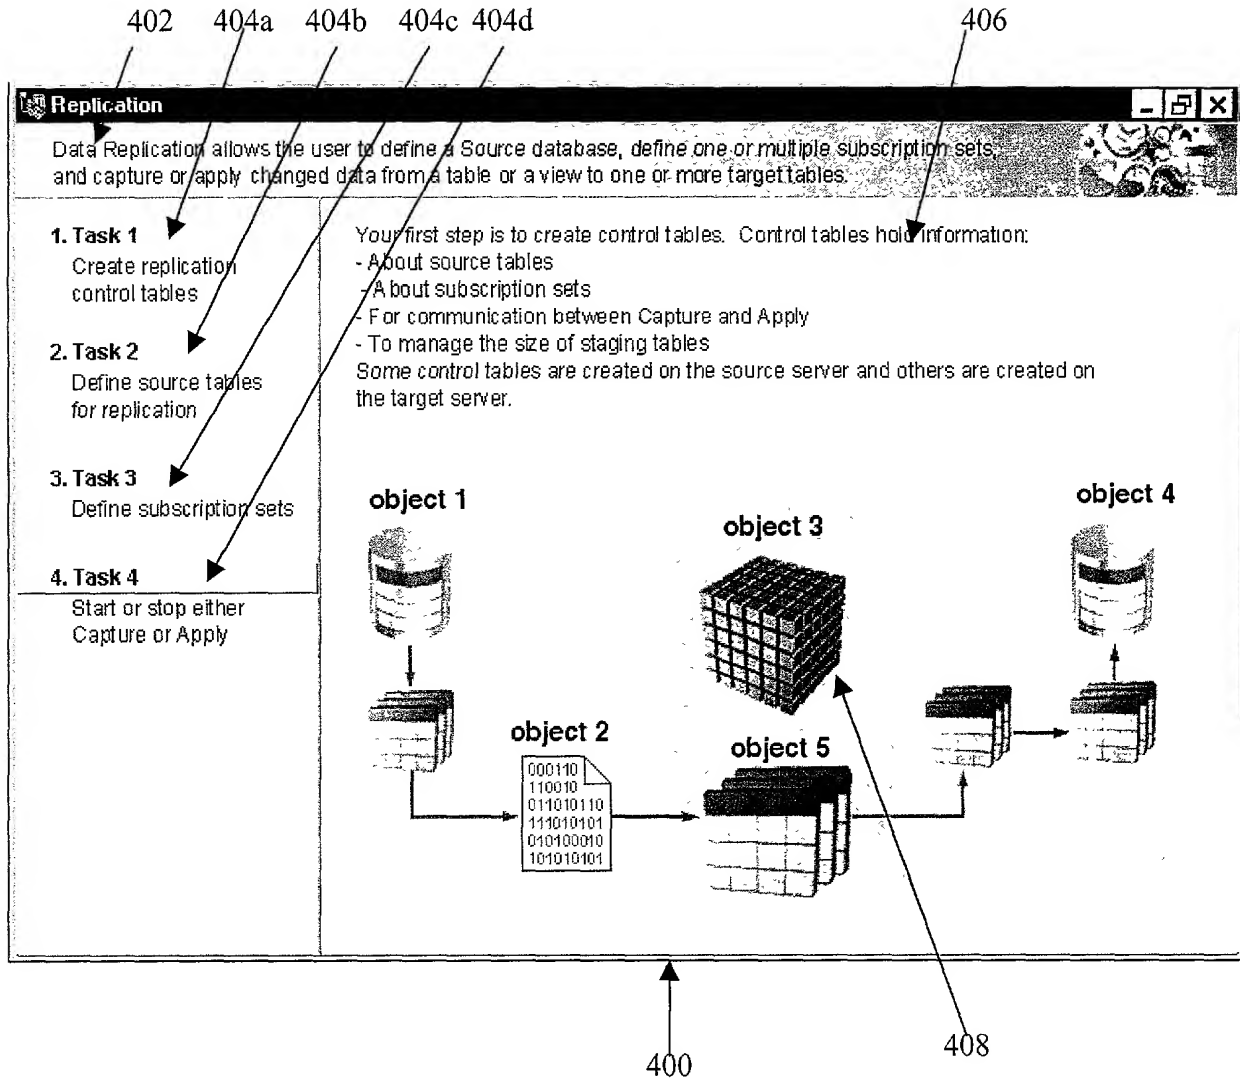 402 404a 404b 404c 404d 406
Replication
Data Replication allows the user to define a Source database, define one or multiple subscription sets,
and capture or apply changed data from a table or a view to one or more target tables.
1. Task 1
Create replication
control tables
2. Task 2
Define source tables
for replication
3. Task 3
Define subscription sets
4. Task 4
Start or stop either
Capture or Apply
Your first step is to create control tables. Control tables hold information:
- About source tables
- About subscription sets
- For communication between Capture and Apply
- To manage the size of staging tables
Some control tables are created on the source server and others are created on
the target server.
object 1
object 3
object 4
object 2
object 5
000110
110010
011010110
111010101
010100010
101010101
408
400